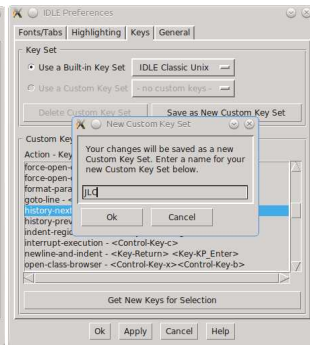 IDLE Preferences
Fonts/Tabs Highlighting Keys General
Key Set
Use a Built-in Key Set IDLE Classic Unix
Use a Custom Key Set - no custom keys -
Delete Custom Key Set Save as New Custom Key Set
New Custom Key Set
Your changes will be saved as a new
Custom Key Set. Enter a name for your
new Custom Key Set below.
JLC
Ok Cancel
Custom Key
Action - Key
force-open-
force-open-
format-para
goto-line - <
history-next
history-prev
indent-regio
interrupt-execution - <Control-Key-c>
newline-and-indent - <Key-Return> <Key-KP_Enter>
open-class-browser - <Control-Key-x><Control-Key-b>
Get New Keys for Selection
Ok Apply Cancel Help